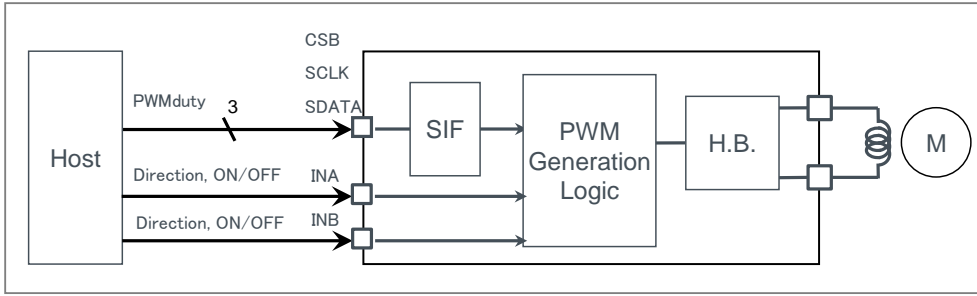 CSB
SCLK
PWMduty
3
SDATA
Host
SIF
PWM
Generation
Logic
H.B.
M
Direction, ON/OFF
INA
Direction, ON/OFF
INB